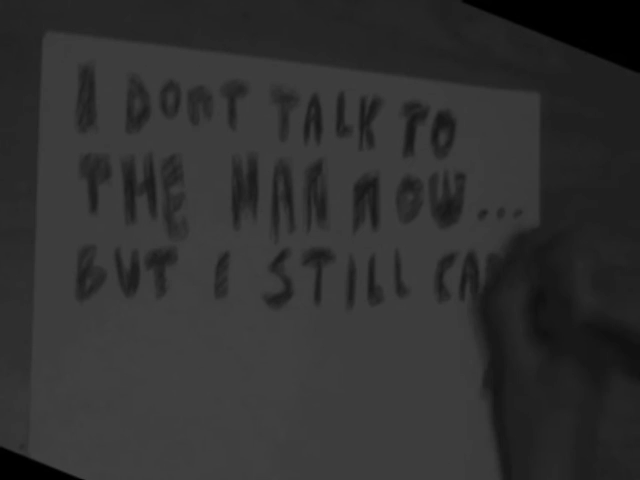 I DONT TALK TO
THE MAN NOW...
BUT I STILL